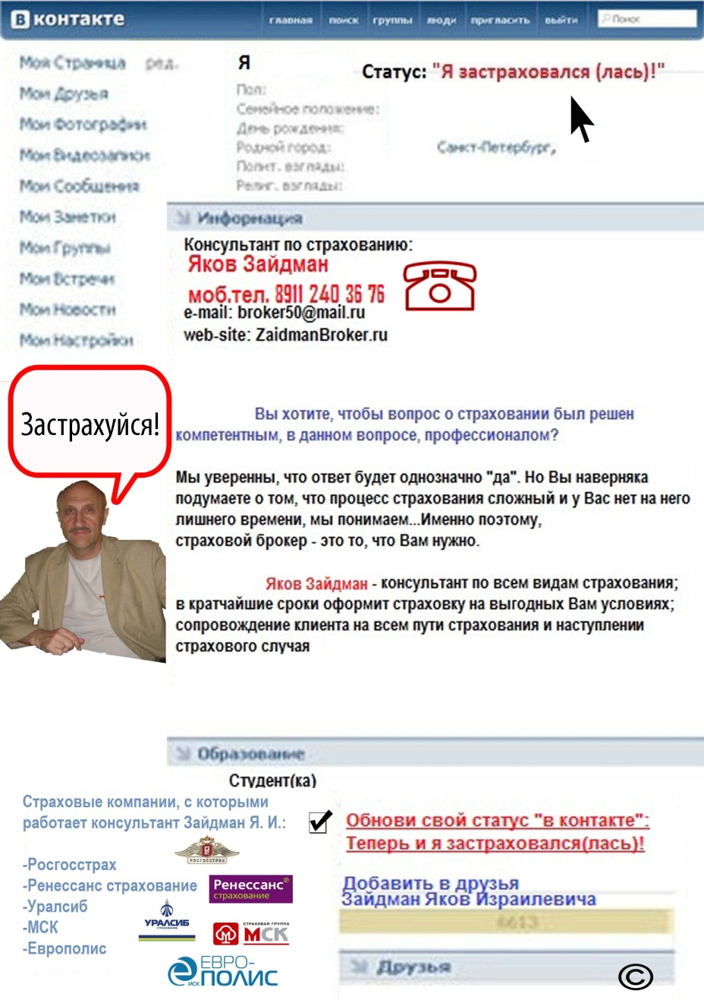 В контакте
главная поиск группы люди пригласить выйти Поиск
Моя Страница ред.
Мои Друзья
Мои Фотографии
Мои Видеозаписи
Мои Сообщения
Мои Заметки
Мои Группы
Мои Встречи
Мои Новости
Мои Настройки
Я
Статус: "Я застраховался (лась)!"
Пол:
Семейное положение:
День рождения:
Родной город: Санкт-Петербург,
Полит. взгляды:
Религ. взгляды:
Информация
Консультант по страхованию:
Яков Зайдман
моб.тел. 8911 240 36 76
e-mail: broker50@mail.ru
web-site: ZaidmanBroker.ru
Застрахуйся!
Вы хотите, чтобы вопрос о страховании был решен
компетентным, в данном вопросе, профессионалом?
Мы уверенны, что ответ будет однозначно "да". Но Вы наверняка
подумаете о том, что процесс страхования сложный и у Вас нет на него
лишнего времени, мы понимаем...Именно поэтому,
страховой брокер - это то, что Вам нужно.
Яков Зайдман - консультант по всем видам страхования;
в кратчайшие сроки оформит страховку на выгодных Вам условиях;
сопровождение клиента на всем пути страхования и наступлении
страхового случая
Образование
Студент(ка)
Страховые компании, с которыми
работает консультант Зайдман Я. И.:
-Росгосстрах
-Ренессанс страхование
-Уралсиб
-МСК
-Европолис
РОСГОССТРАХ
Ренессанс®
страхование
УРАЛСИБ
СТРАХОВАНИЕ
СТРАХОВАЯ ГРУППА
МСК
ЕВРО-
ПОЛИС
ИСК
Обнови свой статус "в контакте":
Теперь и я застраховался(лась)!
Добавить в друзья
Зайдман Яков Израилевича
6613
Друзья
©